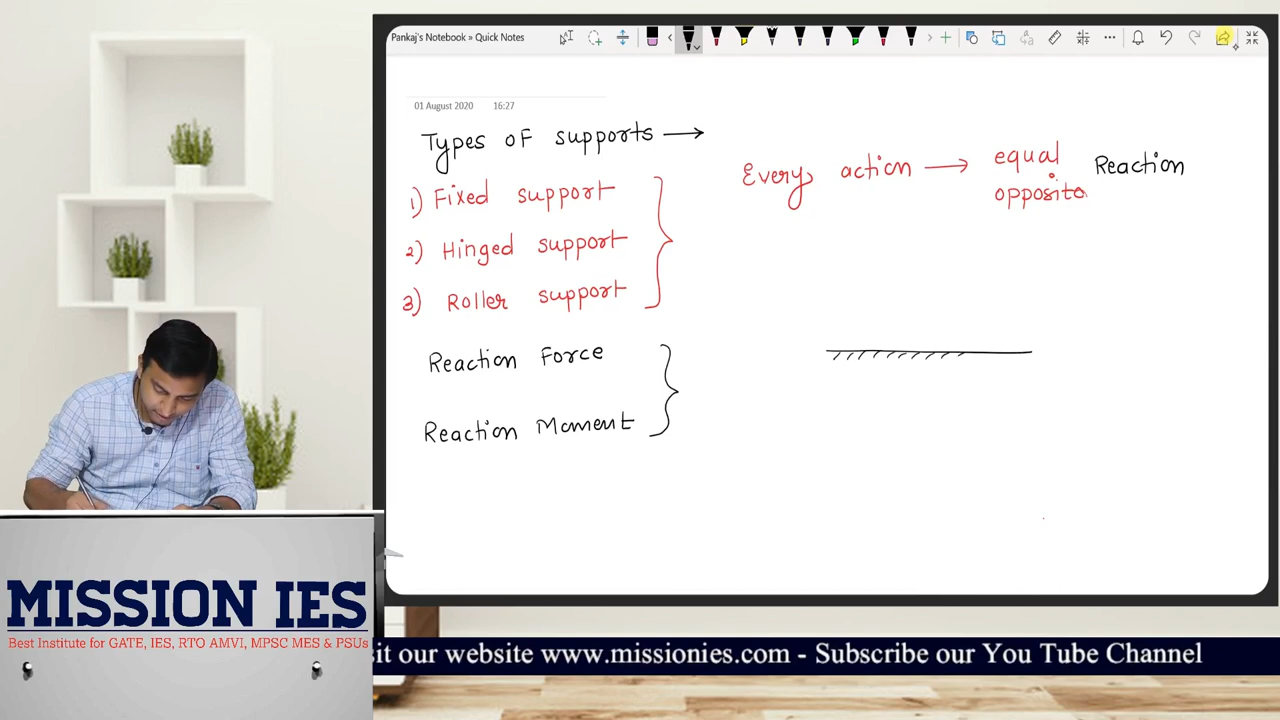 Pankaj's Notebook » Quick Notes
01 August 2020 16:27
Types of supports →
Every action → equal opposite Reaction
1) Fixed support
2) Hinged support
3) Roller support
Reaction Force
Reaction Moment
MISSION IES
Best Institute for GATE, IES, RTO AMVI, MPSC MES & PSUs
sit our website www.missionies.com - Subscribe our You Tube Channel